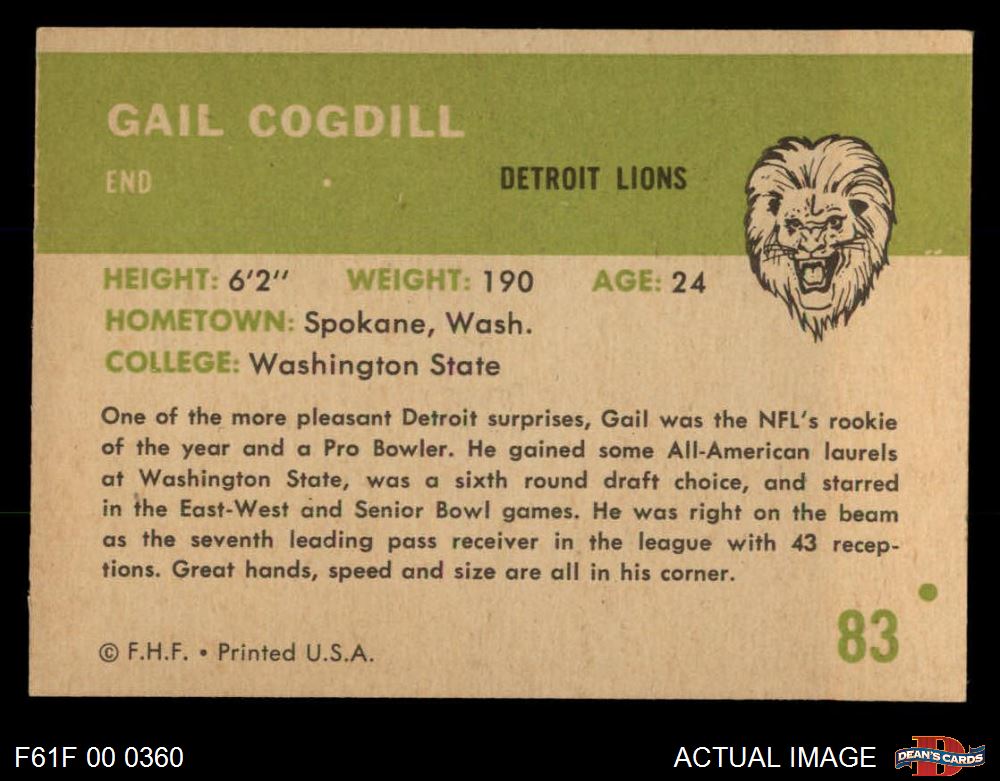 GAIL COGDILL
END
DETROIT LIONS
HEIGHT: 6'2" WEIGHT: 190 AGE: 24
HOMETOWN: Spokane, Wash.
COLLEGE: Washington State
One of the more pleasant Detroit surprises, Gail was the NFL's rookie
of the year and a Pro Bowler. He gained some All-American laurels
at Washington State, was a sixth round draft choice, and starred
in the East-West and Senior Bowl games. He was right on the beam
as the seventh leading pass receiver in the league with 43 recep-
tions. Great hands, speed and size are all in his corner.
83
© F.H.F. • Printed U.S.A.
F61F 00 0360
ACTUAL IMAGE
D
DEAN'S CARDS